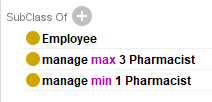 SubClass Of
Employee
manage max 3 Pharmacist
manage min 1 Pharmacist